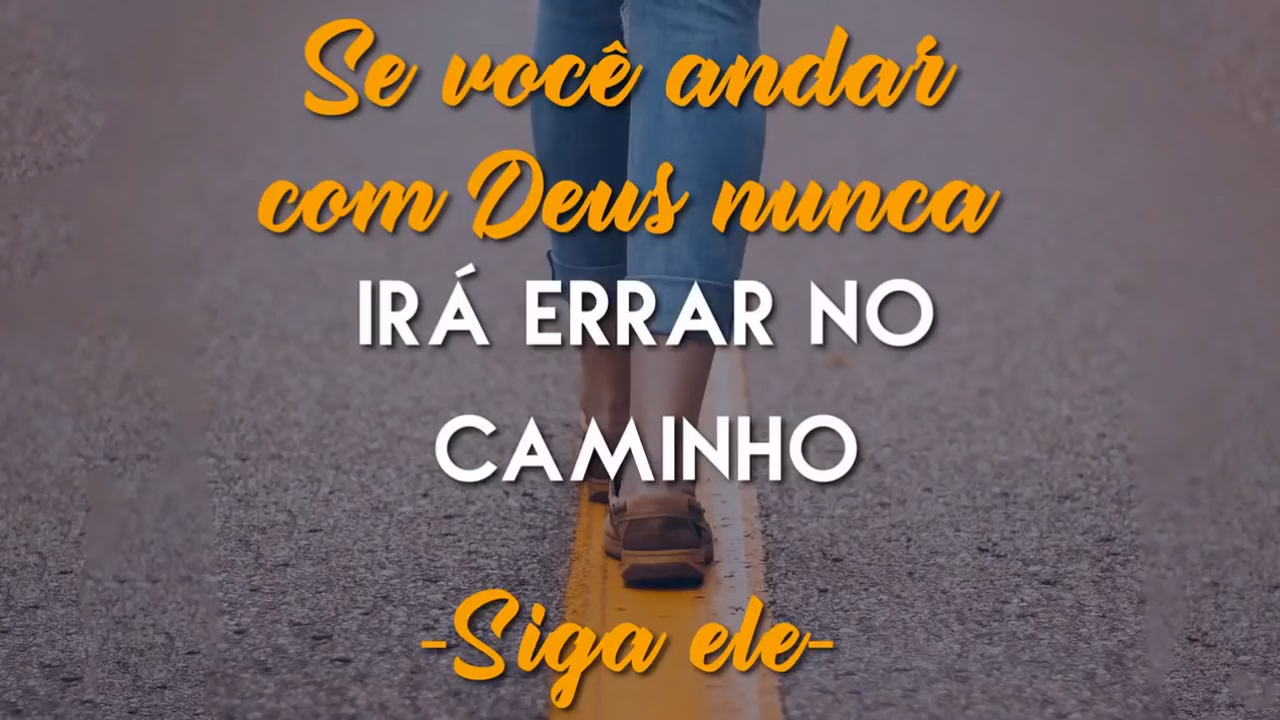 Se você andar
com Deus nunca
IRÁ ERRAR NO
CAMINHO
-Siga ele-